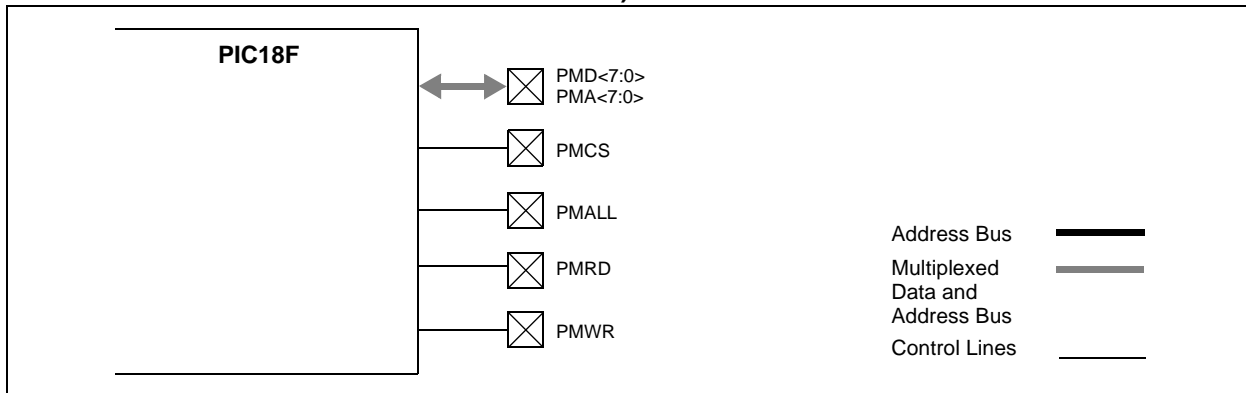 PIC18F
PMD<7:0>
PMA<7:0>
PMCS
PMALL
PMRD
PMWR
Address Bus
Multiplexed
Data and
Address Bus
Control Lines